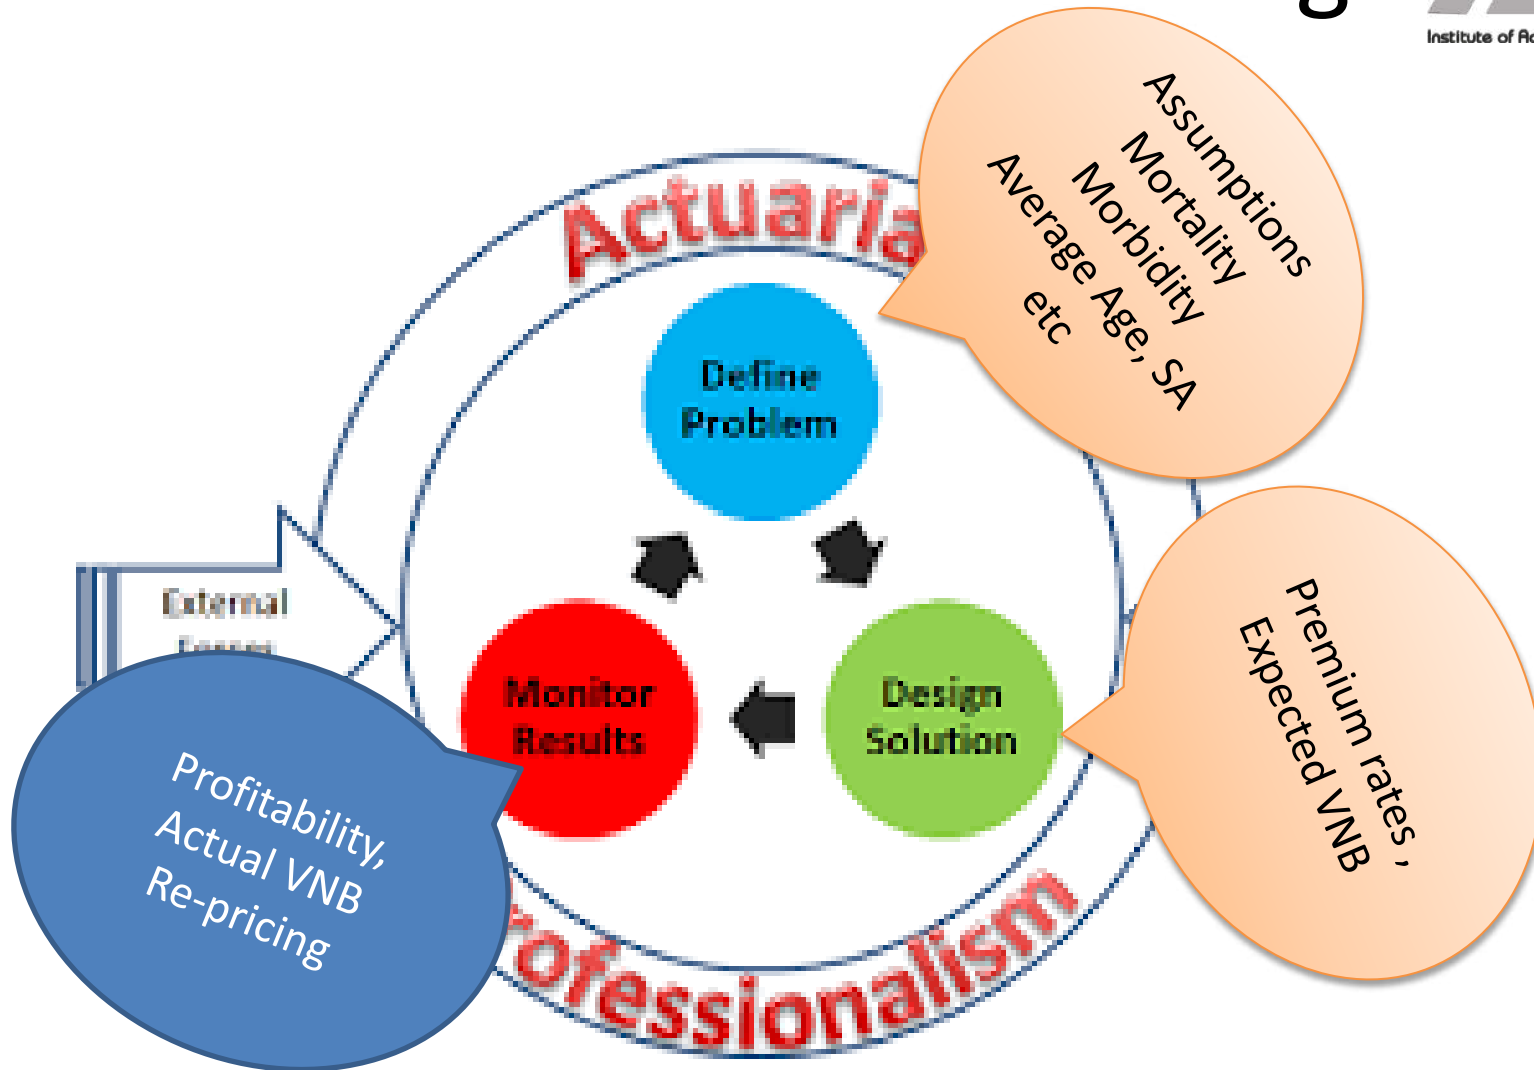 g
Institute of Ac
Assumptions
Mortality
Morbidity
Average Age, SA
etc
Actuaria
Define
Problem
External
Premium rates ,
Expected VNB
Monitor
Results
Design
Solution
Profitability,
Actual VNB
Re-pricing
rofessionalism